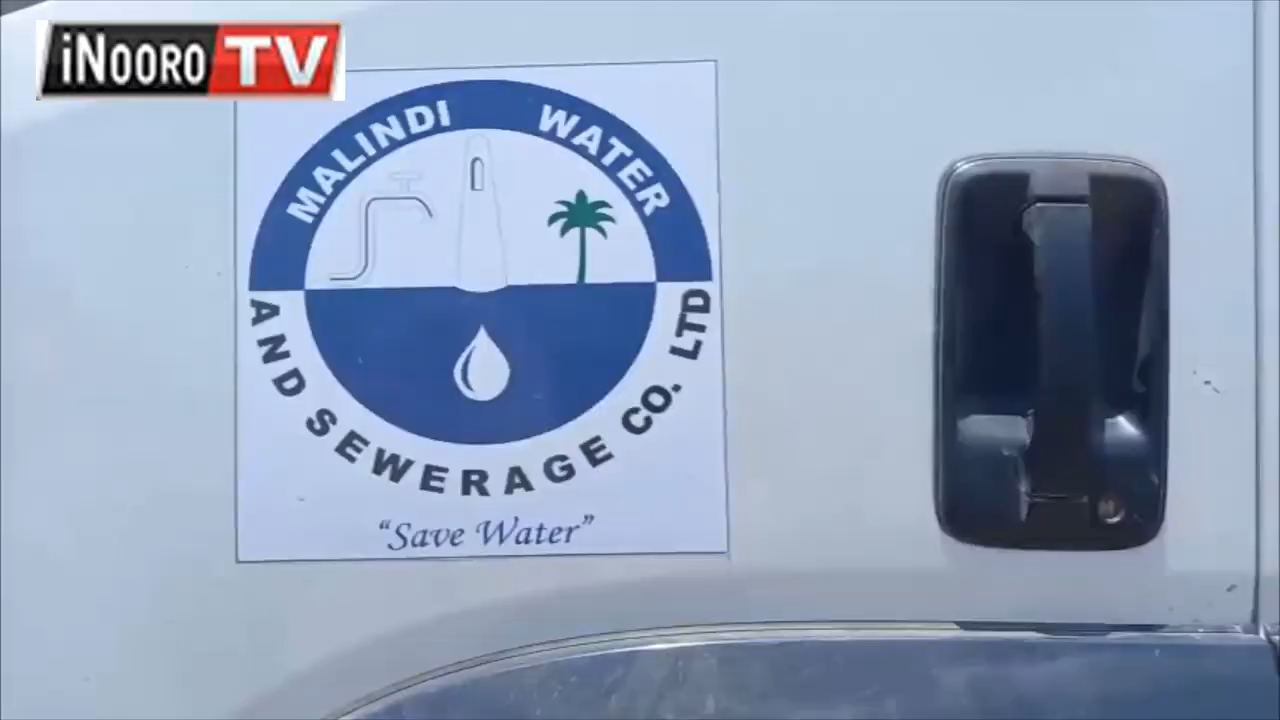 iNOORO TV
MALINDI WATER
AND SEWERAGE CO. LTD
“Save Water”